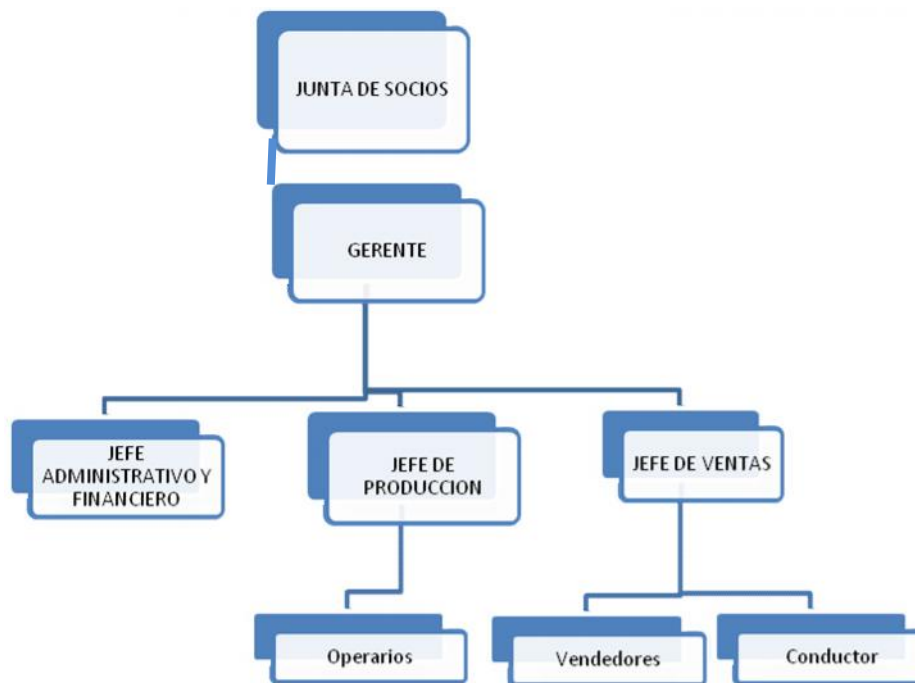 JUNTA DE SOCIOS
GERENTE
JEFE
ADMINISTRATIVO Y
FINANCIERO
JEFE DE
PRODUCCION
JEFE DE VENTAS
Operarios
Vendedores
Conductor